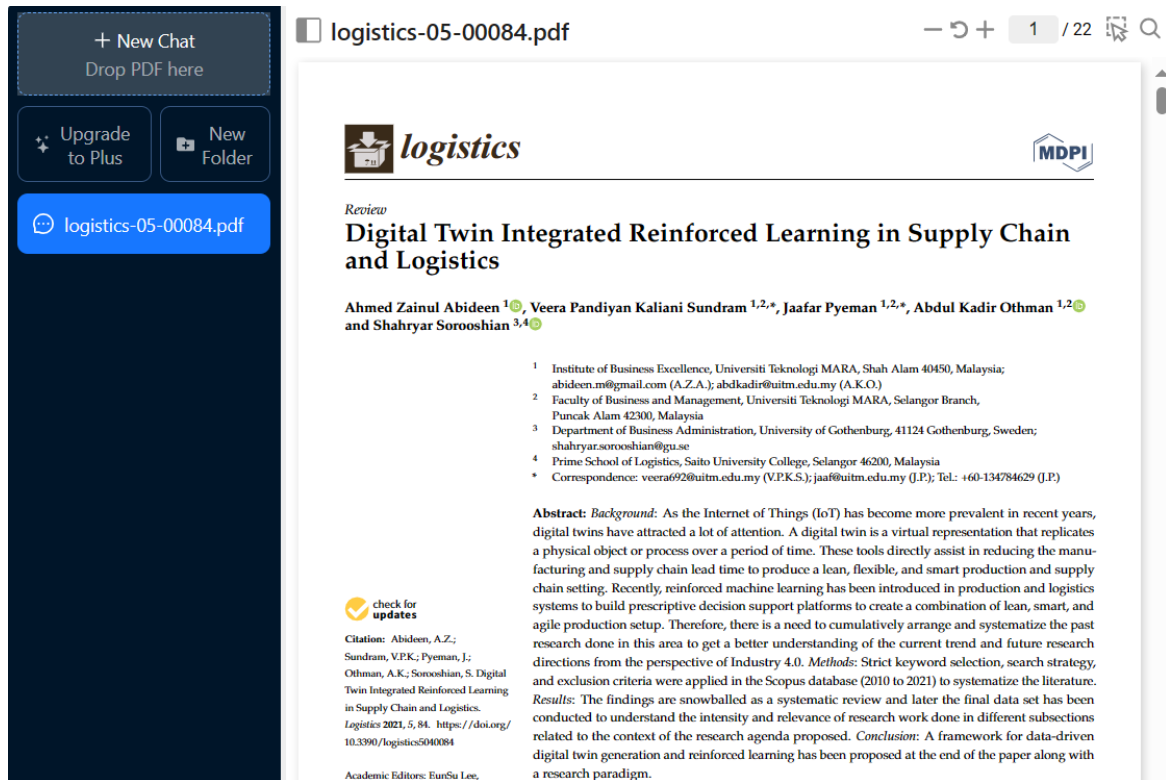 + New Chat
Drop PDF here
Upgrade
to Plus
New
Folder
logistics-05-00084.pdf
logistics-05-00084.pdf
1 / 22
logistics
MDPI
Review
Digital Twin Integrated Reinforced Learning in Supply Chain
and Logistics
Ahmed Zainul Abideen 1, Veera Pandiyan Kaliani Sundram 1,2,*, Jaafar Pyeman 1,2,*, Abdul Kadir Othman 1,2
and Shahryar Sorooshian 3,4
1 Institute of Business Excellence, Universiti Teknologi MARA, Shah Alam 40450, Malaysia;
abideen.m@gmail.com (A.Z.A.); abdkadir@uitm.edu.my (A.K.O.)
2 Faculty of Business and Management, Universiti Teknologi MARA, Selangor Branch,
Puncak Alam 42300, Malaysia
3 Department of Business Administration, University of Gothenburg, 41124 Gothenburg, Sweden;
shahryar.sorooshian@gu.se
4 Prime School of Logistics, Saito University College, Selangor 46200, Malaysia
* Correspondence: veera692@uitm.edu.my (V.P.K.S.); jaaf@uitm.edu.my (J.P.); Tel.: +60-134784629 (J.P.)
Abstract: Background: As the Internet of Things (IoT) has become more prevalent in recent years,
digital twins have attracted a lot of attention. A digital twin is a virtual representation that replicates
a physical object or process over a period of time. These tools directly assist in reducing the manu-
facturing and supply chain lead time to produce a lean, flexible, and smart production and supply
chain setting. Recently, reinforced machine learning has been introduced in production and logistics
systems to build prescriptive decision support platforms to create a combination of lean, smart, and
agile production setup. Therefore, there is a need to cumulatively arrange and systematize the past
research done in this area to get a better understanding of the current trend and future research
directions from the perspective of Industry 4.0. Methods: Strict keyword selection, search strategy,
and exclusion criteria were applied in the Scopus database (2010 to 2021) to systematize the literature.
Results: The findings are snowballed as a systematic review and later the final data set has been
conducted to understand the intensity and relevance of research work done in different subsections
related to the context of the research agenda proposed. Conclusion: A framework for data-driven
digital twin generation and reinforced learning has been proposed at the end of the paper along with
a research paradigm.
check for
updates
Citation: Abideen, A.Z.;
Sundram, V.P.K.; Pyeman, J.;
Othman, A.K.; Sorooshian, S. Digital
Twin Integrated Reinforced Learning
in Supply Chain and Logistics.
Logistics 2021, 5, 84. https://doi.org/
10.3390/logistics5040084
Academic Editors: EunSu Lee,